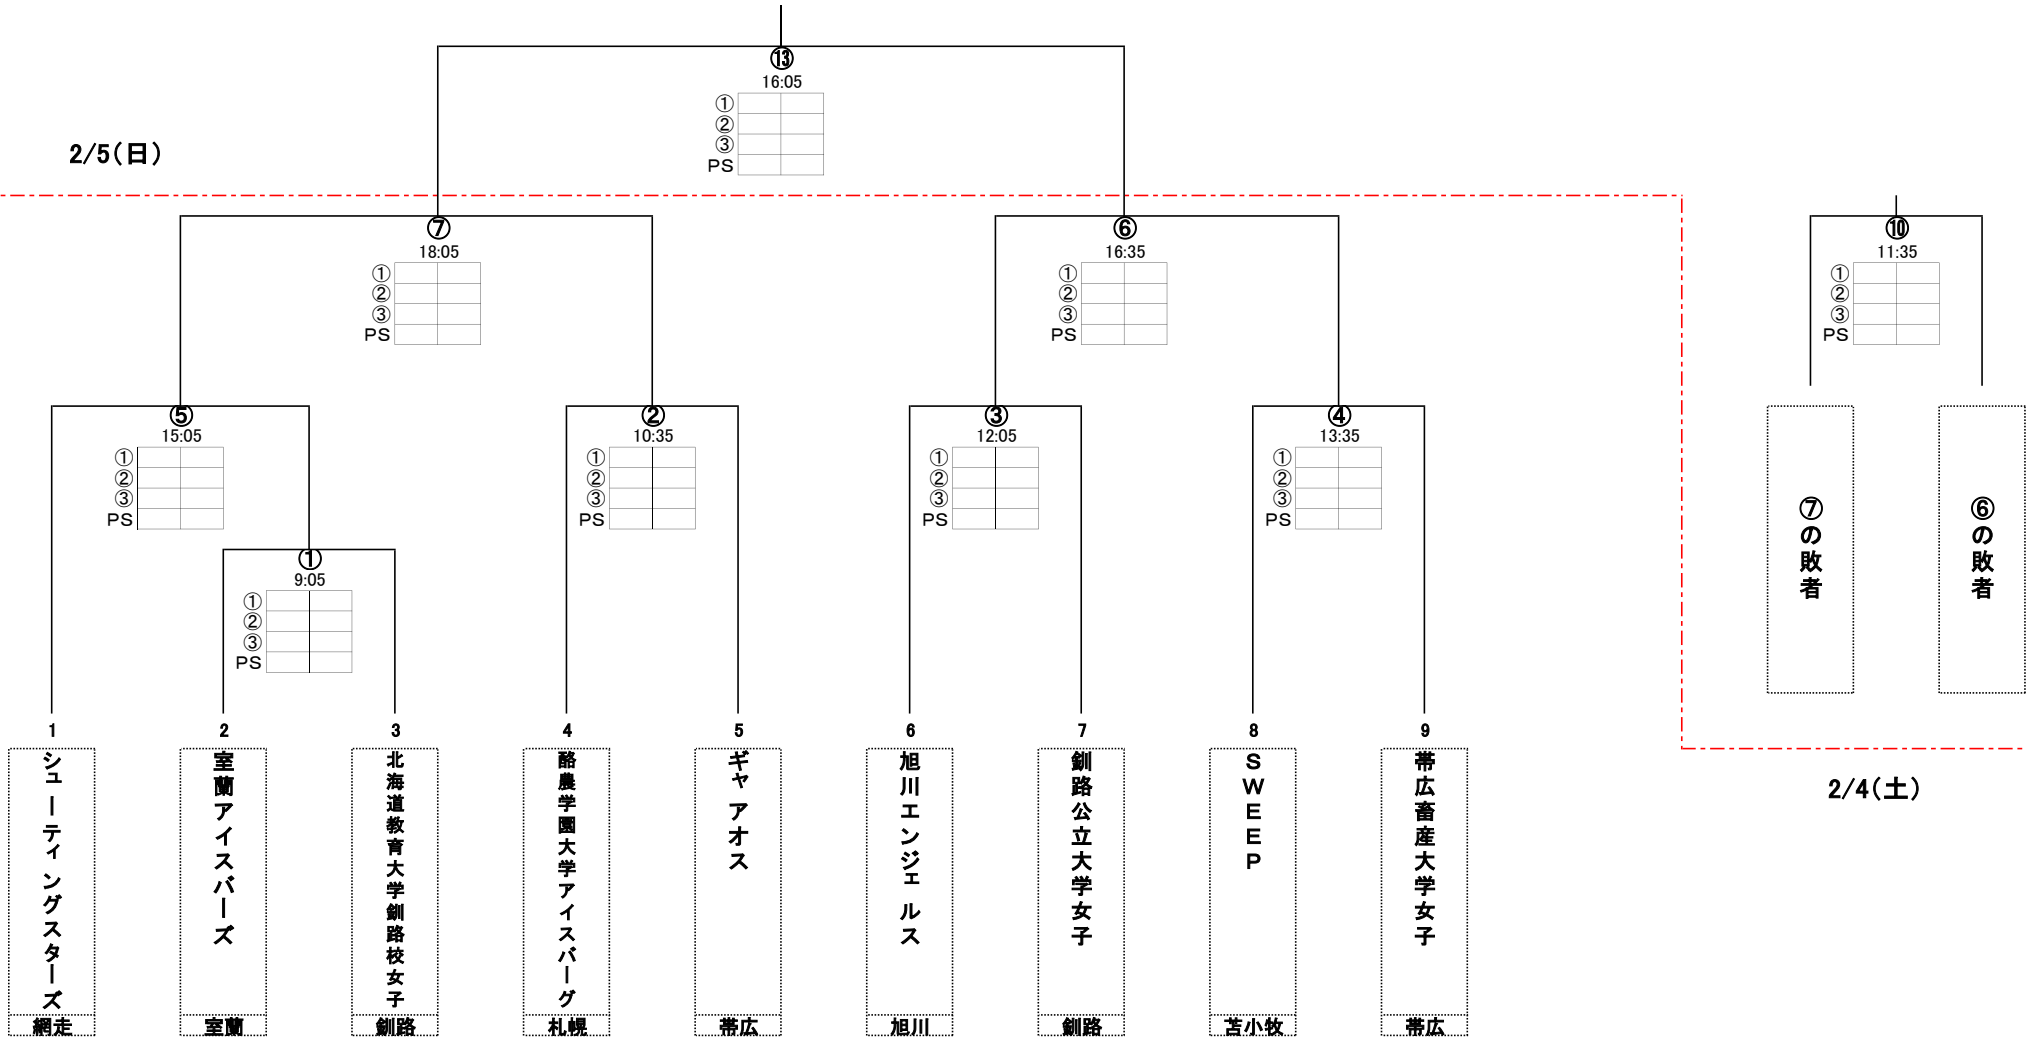 ⑬
16:05
①
②
③
PS
2/5(日)
⑦
18:05
①
②
③
PS
⑥
16:35
①
②
③
PS
⑩
11:35
①
②
③
PS
⑤
15:05
①
②
③
PS
②
10:35
①
②
③
PS
③
12:05
①
②
③
PS
④
13:35
①
②
③
PS
⑦の敗者
⑥の敗者
①
9:05
①
②
③
PS
1
2
3
4
5
6
7
8
9
シューティングスターズ
室蘭アイスバーズ
北海道教育大学釧路校女子
酪農学園大学アイスバーグ
ギャアオス
旭川エンジェルス
釧路公立大学女子
SWEEP
帯広畜産大学女子
2/4(土)
網走
室蘭
釧路
札幌
帯広
旭川
釧路
苫小牧
帯広